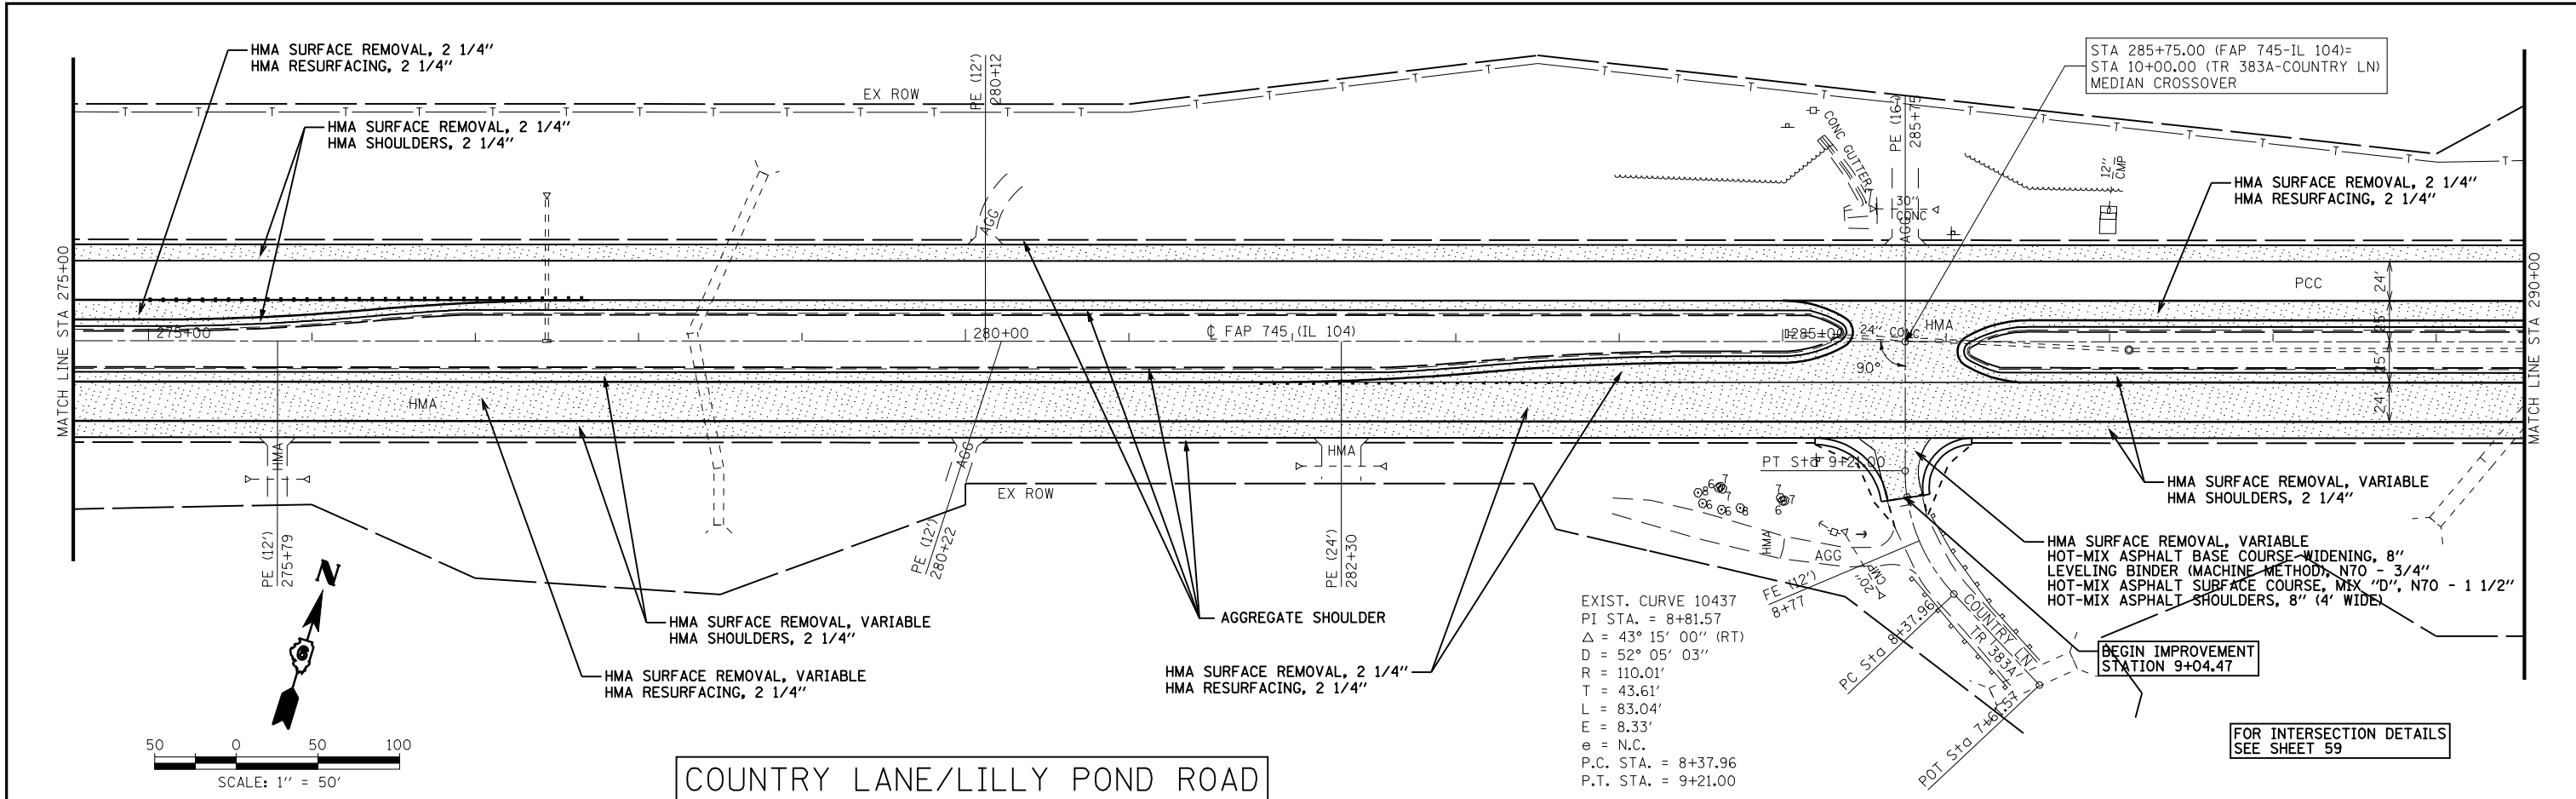 HMA SURFACE REMOVAL, 2 1/4"
HMA RESURFACING, 2 1/4"
HMA SURFACE REMOVAL, 2 1/4"
HMA SHOULDERS, 2 1/4"
EX ROW
PE (12')
280+12
STA 285+75.00 (FAP 745-IL 104)=
STA 10+00.00 (TR 383A-COUNTRY LN)
MEDIAN CROSSOVER
CONC GUTTER
PE (16')
285+75
12"
CMP
HMA SURFACE REMOVAL, 2 1/4"
HMA RESURFACING, 2 1/4"
AGG
30"
CONC
AGG
MATCH LINE STA 275+00
MATCH LINE STA 290+00
PCC
24'
25'
25'
24'
275+00
280+00
℄ FAP 745 (IL 104)
285+00
24" CONC
HMA
90°
HMA
HMA
AGG
HMA
PT Sta 9+21.00
EX ROW
PE (12')
275+79
PE (12')
280+22
PE (24')
282+30
8
6
7
7
6
6
8
7
7
6
HMA
AGG
20"
CMP
FE (12')
8+77
HMA SURFACE REMOVAL, VARIABLE
HMA SHOULDERS, 2 1/4"
HMA SURFACE REMOVAL, VARIABLE
HOT-MIX ASPHALT BASE COURSE WIDENING, 8"
LEVELING BINDER (MACHINE METHOD), N70 - 3/4"
HOT-MIX ASPHALT SURFACE COURSE, MIX "D", N70 - 1 1/2"
HOT-MIX ASPHALT SHOULDERS, 8" (4' WIDE)
N
6
HMA SURFACE REMOVAL, VARIABLE
HMA SHOULDERS, 2 1/4"
AGGREGATE SHOULDER
HMA SURFACE REMOVAL, VARIABLE
HMA RESURFACING, 2 1/4"
HMA SURFACE REMOVAL, 2 1/4"
HMA RESURFACING, 2 1/4"
EXIST. CURVE 10437
PI STA. = 8+81.57
Δ = 43° 15' 00" (RT)
D = 52° 05' 03"
R = 110.01'
T = 43.61'
L = 83.04'
E = 8.33'
e = N.C.
P.C. STA. = 8+37.96
P.T. STA. = 9+21.00
PC Sta 8+37.96
COUNTRY LN
TR 383A
BEGIN IMPROVEMENT
STATION 9+04.47
FOR INTERSECTION DETAILS
SEE SHEET 59
50 0 50 100
SCALE: 1" = 50'
COUNTRY LANE/LILLY POND ROAD